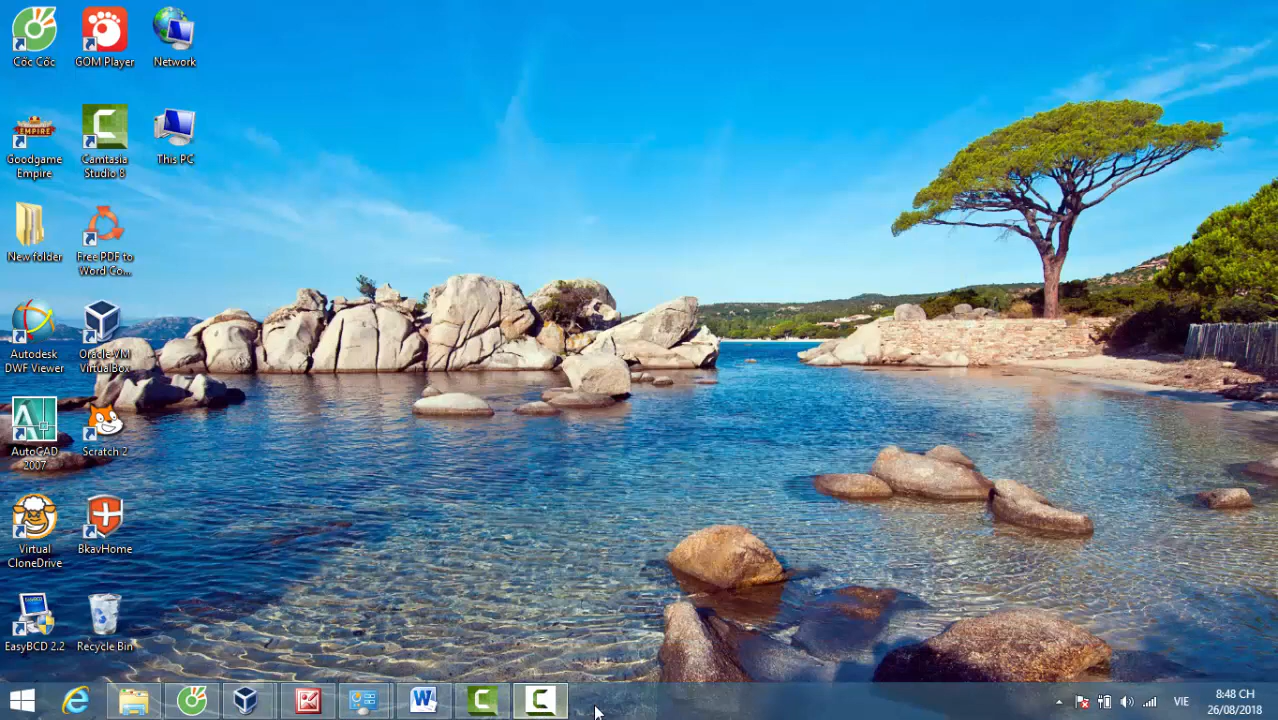 Cốc Cốc
GOM Player
Network
EMPIRE
Goodgame
Empire
Camtasia
Studio 8
This PC
New folder
Free PDF to
Word Co...
Autodesk
DWF Viewer
Oracle VM
VirtualBox
AutoCAD
2007
Scratch 2
Virtual
CloneDrive
BkavHome
EasyBCD 2.2
Recycle Bin
VIE
8:48 CH
26/08/2018